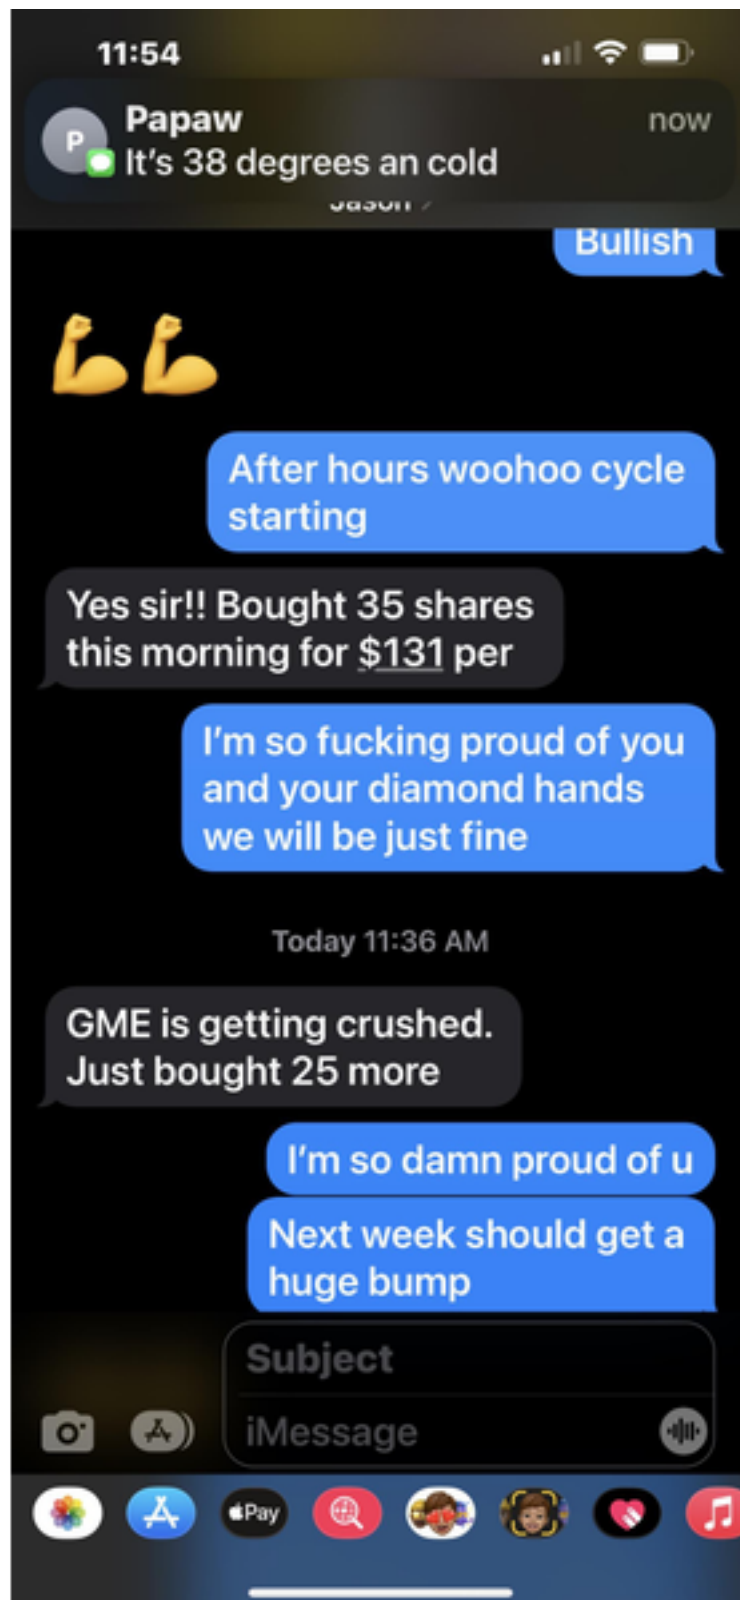 11:54
Papaw
now
P
It's 38 degrees an cold
Jason
Bullish
After hours woohoo cycle
starting
Yes sir!! Bought 35 shares
this morning for $131 per
I'm so fucking proud of you
and your diamond hands
we will be just fine
Today 11:36 AM
GME is getting crushed.
Just bought 25 more
I'm so damn proud of u
Next week should get a
huge bump
Subject
iMessage
Pay